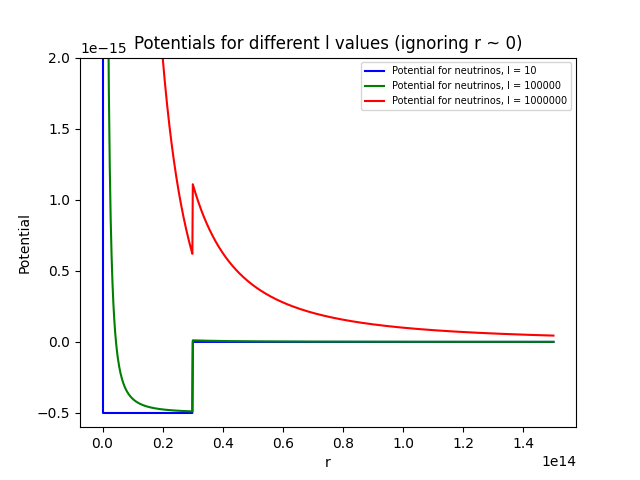 Potentials for different l values (ignoring r ~ 0)
1e−15
2.0
1.5
1.0
0.5
0.0
−0.5
Potential
Potential for neutrinos, l = 10
Potential for neutrinos, l = 100000
Potential for neutrinos, l = 1000000
0.0 0.2 0.4 0.6 0.8 1.0 1.2 1.4
1e14
r